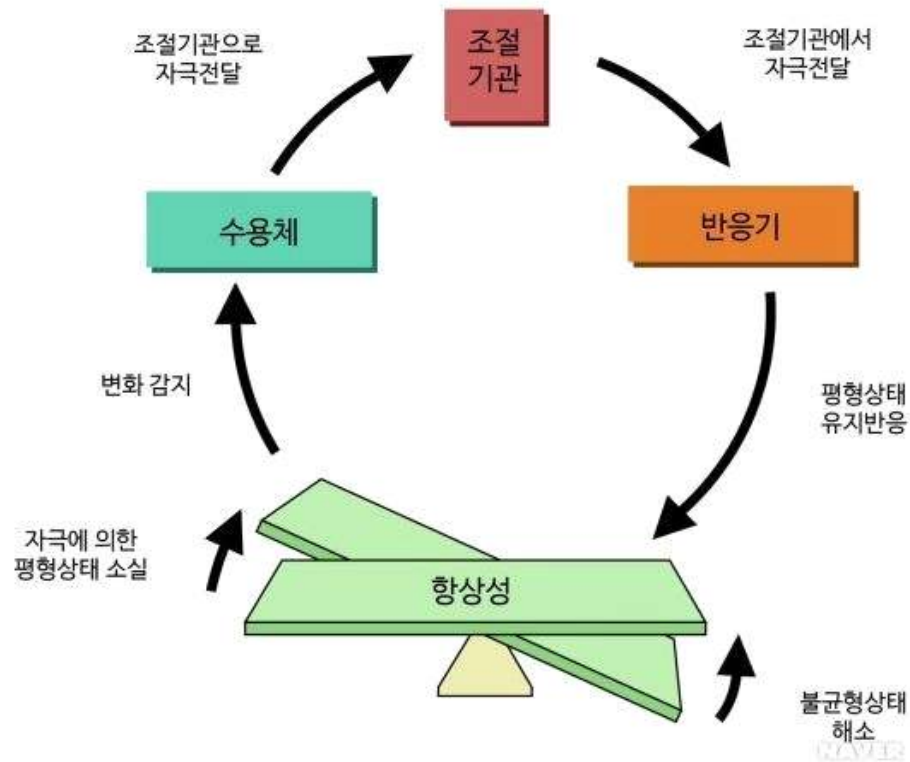 조절기관으로
자극전달
조절
기관
조절기관에서
자극전달
수용체
반응기
변화 감지
평형상태
유지반응
자극에 의한
평형상태 소실
항상성
불균형상태
해소
NAVER